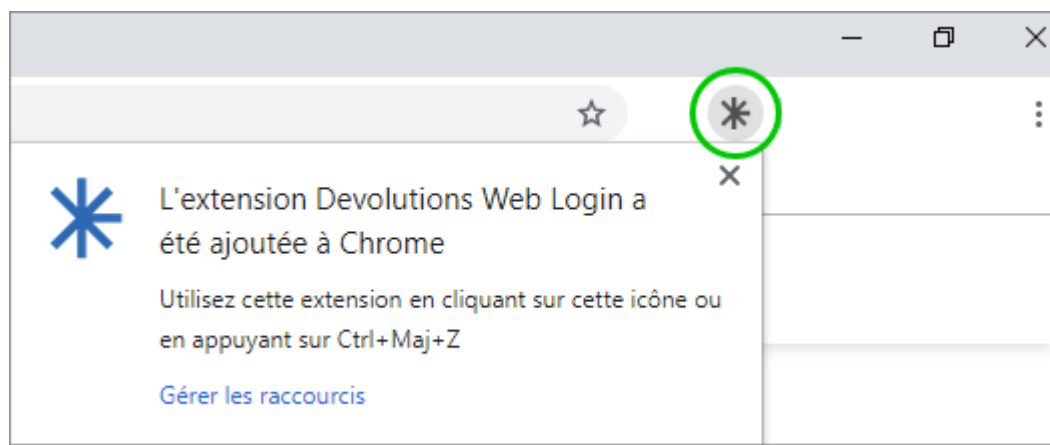 L'extension Devolutions Web Login a
été ajoutée à Chrome
Utilisez cette extension en cliquant sur cette icône ou
en appuyant sur Ctrl+Maj+Z
Gérer les raccourcis